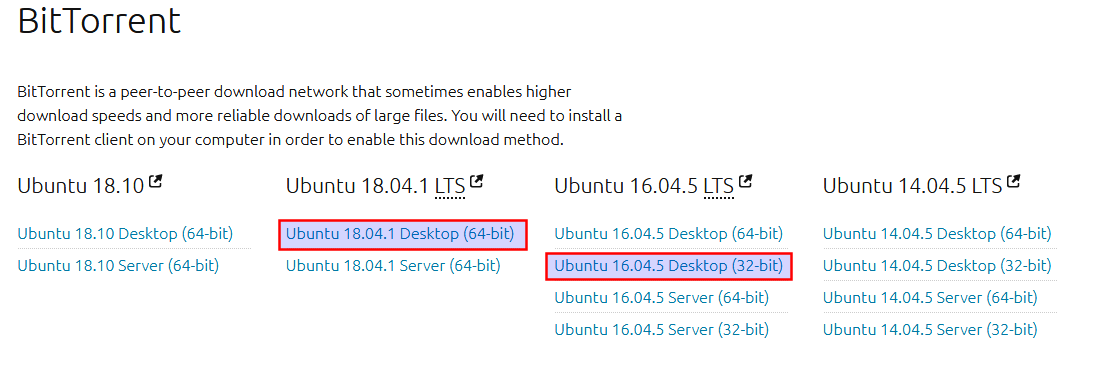 BitTorrent
BitTorrent is a peer-to-peer download network that sometimes enables higher
download speeds and more reliable downloads of large files. You will need to install a
BitTorrent client on your computer in order to enable this download method.
Ubuntu 18.10
Ubuntu 18.10 Desktop (64-bit)
Ubuntu 18.10 Server (64-bit)
Ubuntu 18.04.1 LTS
Ubuntu 18.04.1 Desktop (64-bit)
Ubuntu 18.04.1 Server (64-bit)
Ubuntu 16.04.5 LTS
Ubuntu 16.04.5 Desktop (64-bit)
Ubuntu 16.04.5 Desktop (32-bit)
Ubuntu 16.04.5 Server (64-bit)
Ubuntu 16.04.5 Server (32-bit)
Ubuntu 14.04.5 LTS
Ubuntu 14.04.5 Desktop (64-bit)
Ubuntu 14.04.5 Desktop (32-bit)
Ubuntu 14.04.5 Server (64-bit)
Ubuntu 14.04.5 Server (32-bit)